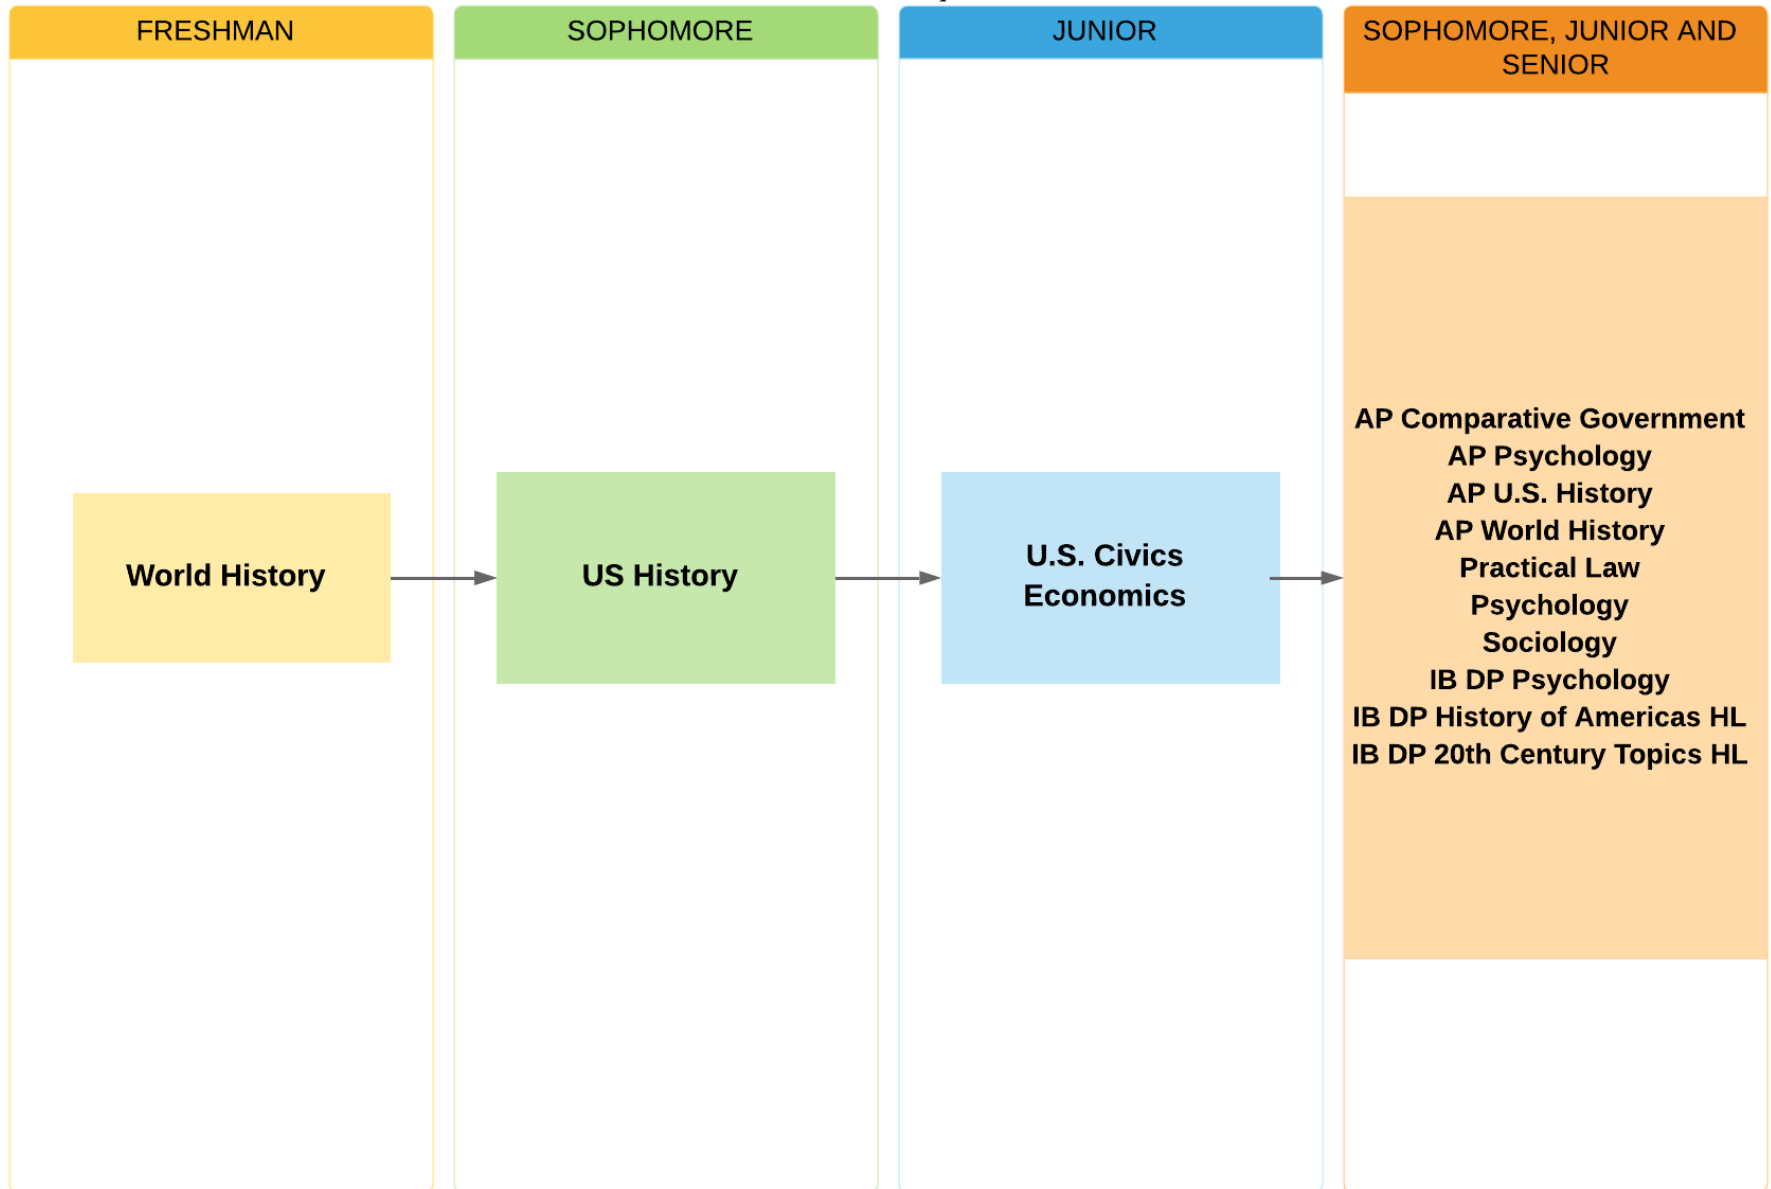 FRESHMAN
SOPHOMORE
JUNIOR
SOPHOMORE, JUNIOR AND
SENIOR
World History
US History
U.S. Civics
Economics
AP Comparative Government
AP Psychology
AP U.S. History
AP World History
Practical Law
Psychology
Sociology
IB DP Psychology
IB DP History of Americas HL
IB DP 20th Century Topics HL